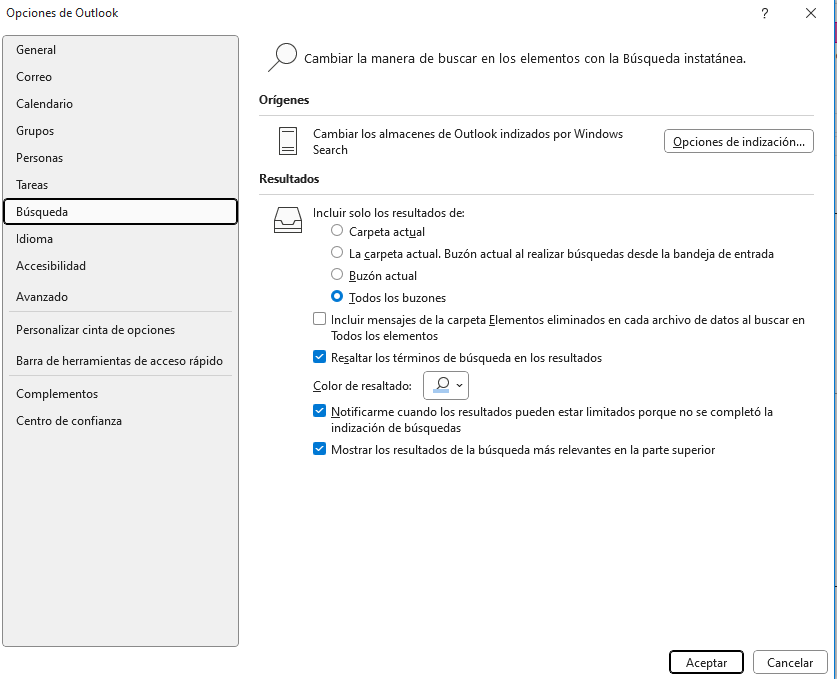 Opciones de Outlook
?
General
Correo
Calendario
Grupos
Personas
Tareas
Búsqueda
Idioma
Accesibilidad
Avanzado
Personalizar cinta de opciones
Barra de herramientas de acceso rápido
Complementos
Centro de confianza
Cambiar la manera de buscar en los elementos con la Búsqueda instatánea.
Orígenes
Cambiar los almacenes de Outlook indizados por Windows
Search
Opciones de indización...
Resultados
Incluir solo los resultados de:
Carpeta actual
La carpeta actual. Buzón actual al realizar búsquedas desde la bandeja de entrada
Buzón actual
Todos los buzones
Incluir mensajes de la carpeta Elementos eliminados en cada archivo de datos al buscar en
Todos los elementos
Resaltar los términos de búsqueda en los resultados
Color de resaltado:
Notificarme cuando los resultados pueden estar limitados porque no se completó la
indización de búsquedas
Mostrar los resultados de la búsqueda más relevantes en la parte superior
Aceptar
Cancelar